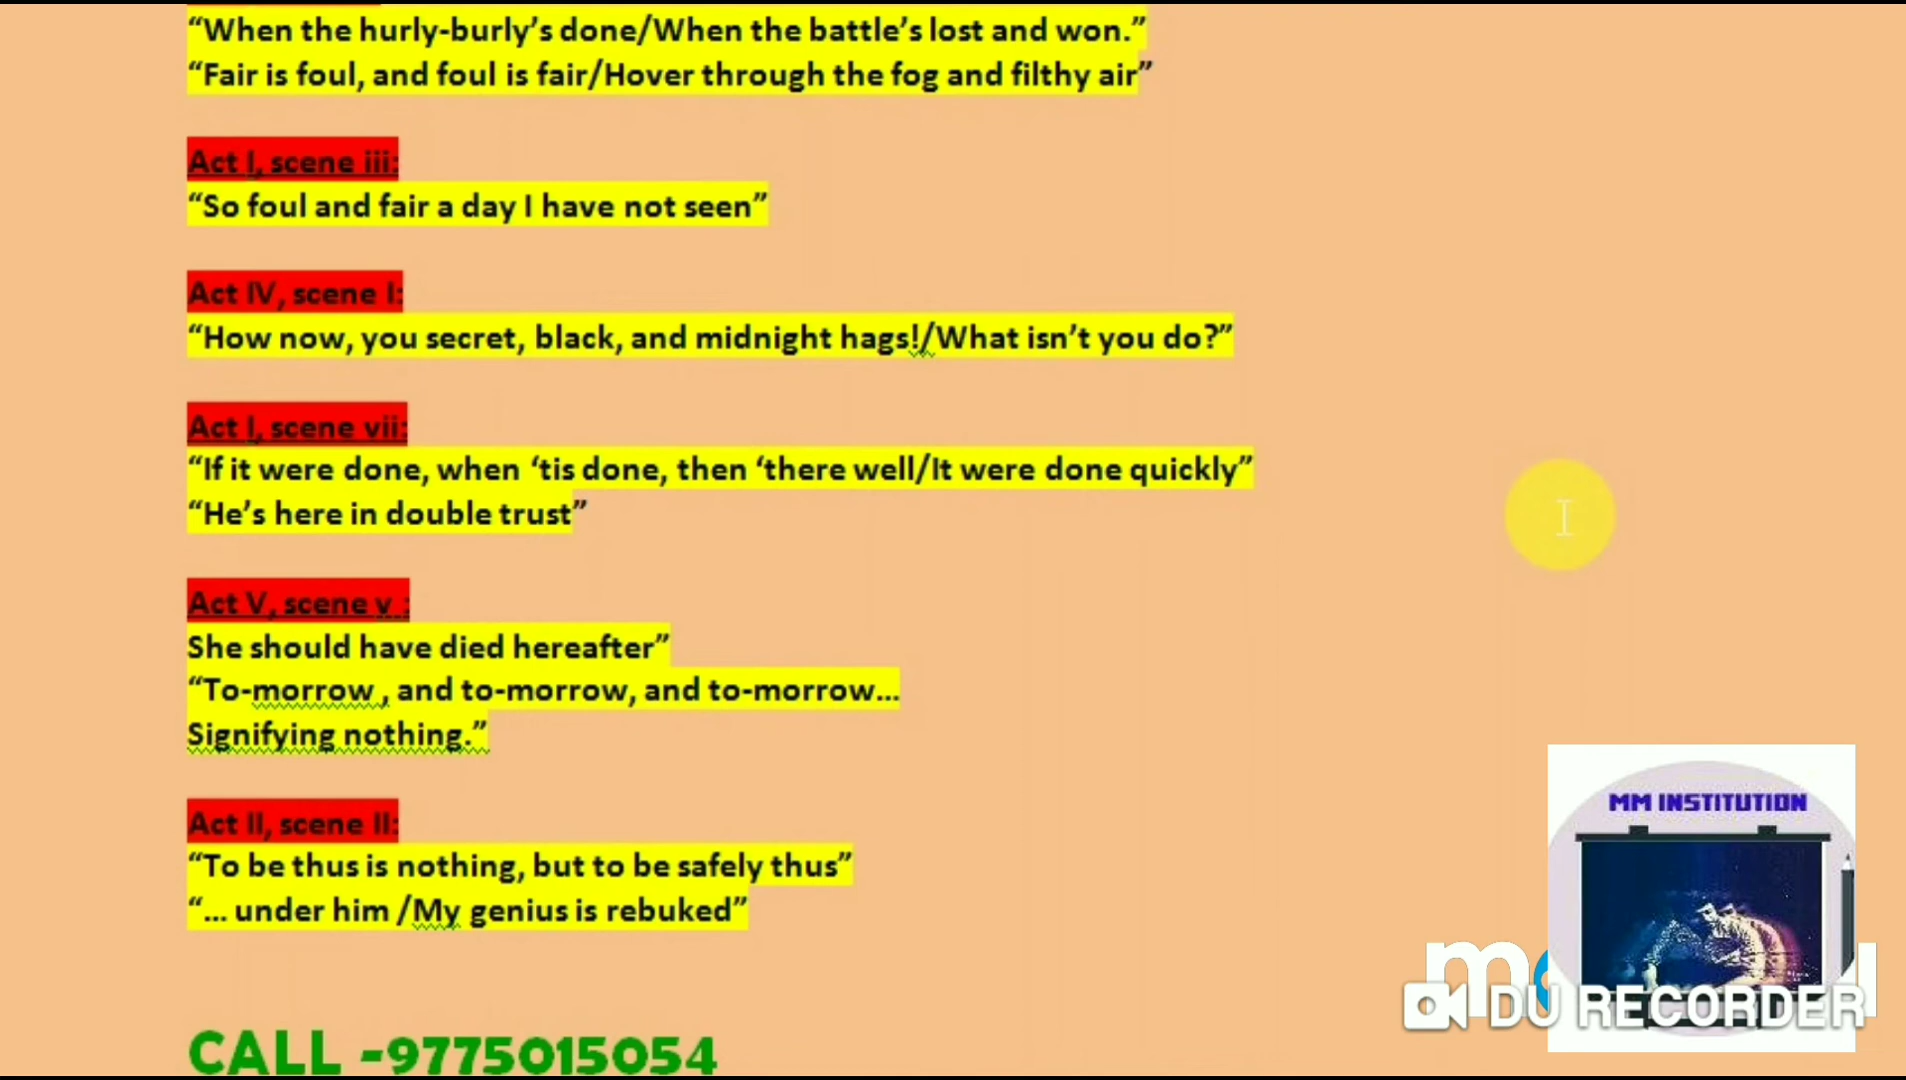 “When the hurly-burly’s done/When the battle’s lost and won.”
“Fair is foul, and foul is fair/Hover through the fog and filthy air”
Act I, scene iii:
“So foul and fair a day I have not seen”
Act IV, scene I:
“How now, you secret, black, and midnight hags!/What isn’t you do?”
Act I, scene vii:
“If it were done, when ‘tis done, then ‘there well/It were done quickly”
“He’s here in double trust”
Act V, scene v :
She should have died hereafter”
“To-morrow , and to-morrow, and to-morrow...
Signifying nothing.”
Act II, scene II:
“To be thus is nothing, but to be safely thus”
“... under him /My genius is rebuked”
MM INSTITUTION
DU RECORDER
CALL -9775015054